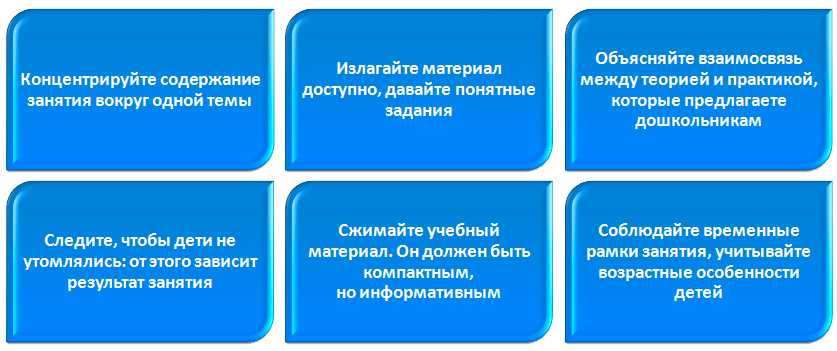 Концентрируйте содержание
занятия вокруг одной темы
Излагайте материал
доступно, давайте понятные
задания
Объясняйте взаимосвязь
между теорией и практикой,
которые предлагаете
дошкольникам
Следите, чтобы дети не
утомлялись: от этого зависит
результат занятия
Сжимайте учебный
материал. Он должен быть
компактным,
но информативным
Соблюдайте временные
рамки занятия, учитывайте
возрастные особенности
детей